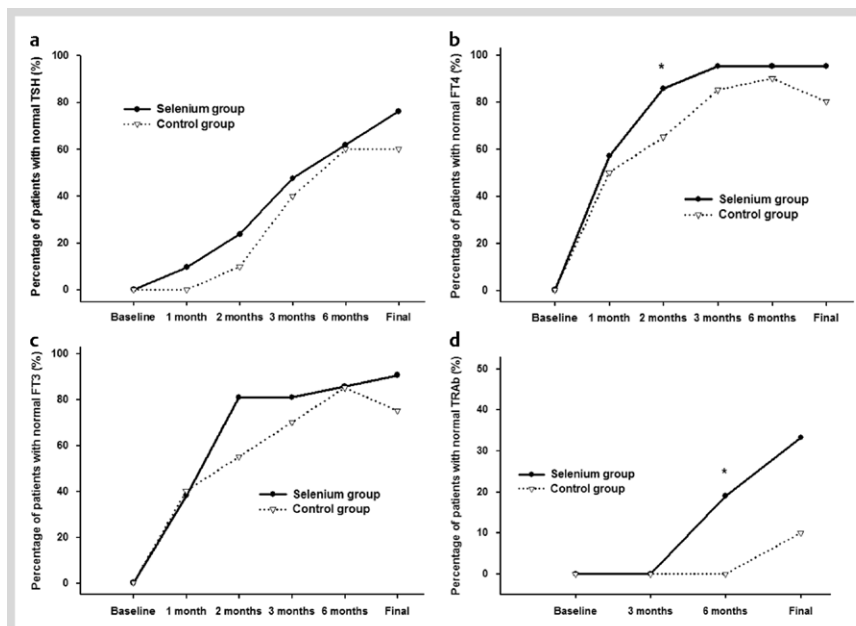 a
Percentage of patients with normal TSH (%)
100
80
60
40
20
0
Selenium group
Control group
Baseline 1 month 2 months 3 months 6 months Final
b
Percentage of patients with normal FT4 (%)
100
80
60
40
20
0
*
Selenium group
Control group
Baseline 1 month 2 months 3 months 6 months Final
c
Percentage of patients with normal FT3 (%)
100
80
60
40
20
0
Selenium group
Control group
Baseline 1 month 2 months 3 months 6 months Final
d
Percentage of patients with normal TRAb (%)
50
40
30
20
10
0
*
Selenium group
Control group
Baseline 3 months 6 months Final